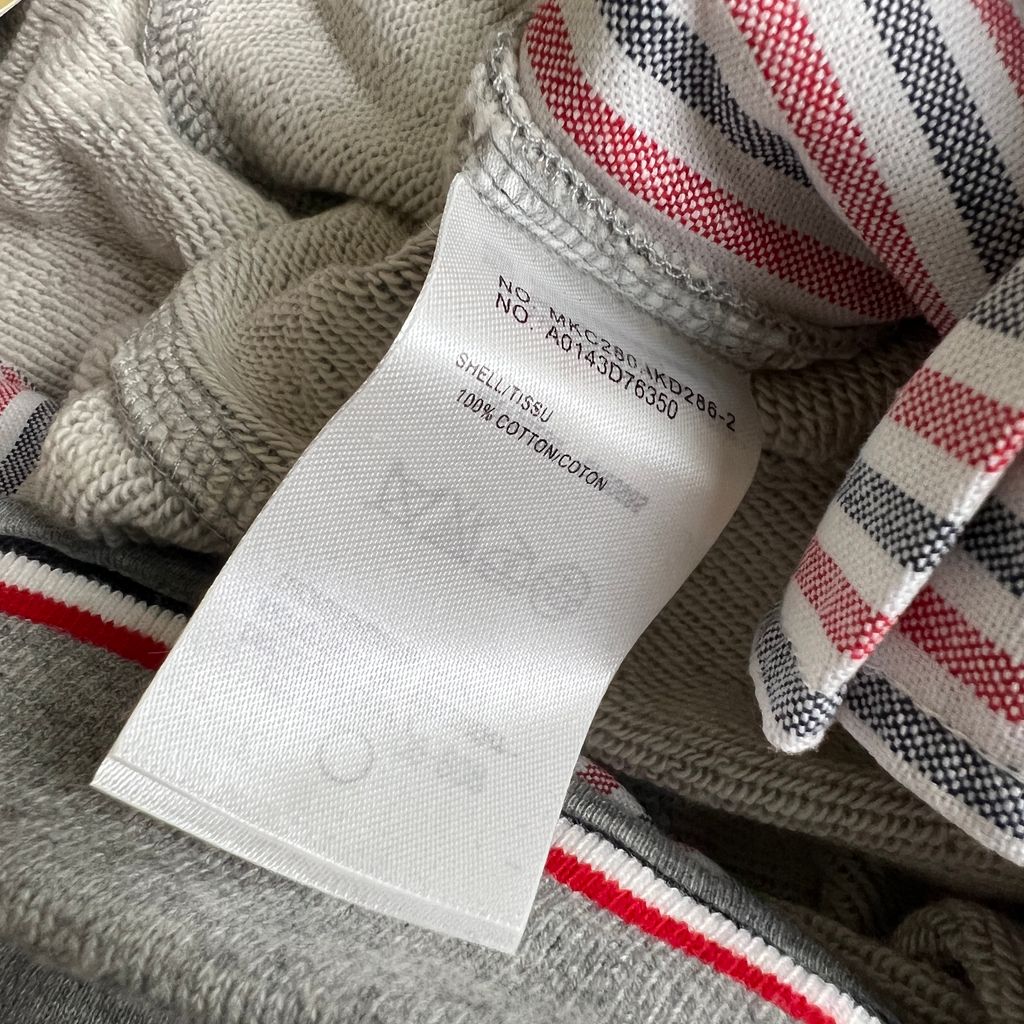 NO. MKC280AKD286-2
NO. A0143D76350
SHELL/TISSU
100% COTTON/COTON